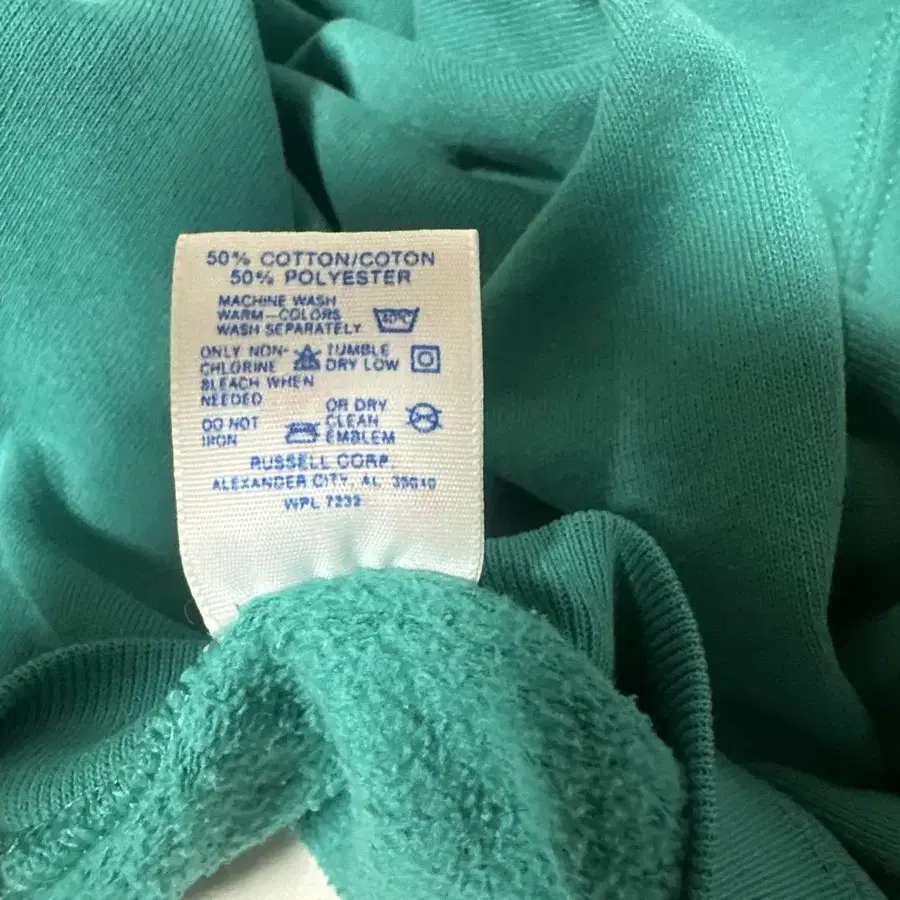 50% COTTON/COTON
50% POLYESTER
MACHINE WASH
WARM—COLORS
WASH SEPARATELY 40°C
ONLY NON-
CHLORINE
BLEACH WHEN
NEEDED
TUMBLE
DRY LOW
DO NOT
IRON
OR DRY
CLEAN
EMBLEM
RUSSELL CORP.
ALEXANDER CITY, AL 35010
WPL 7232